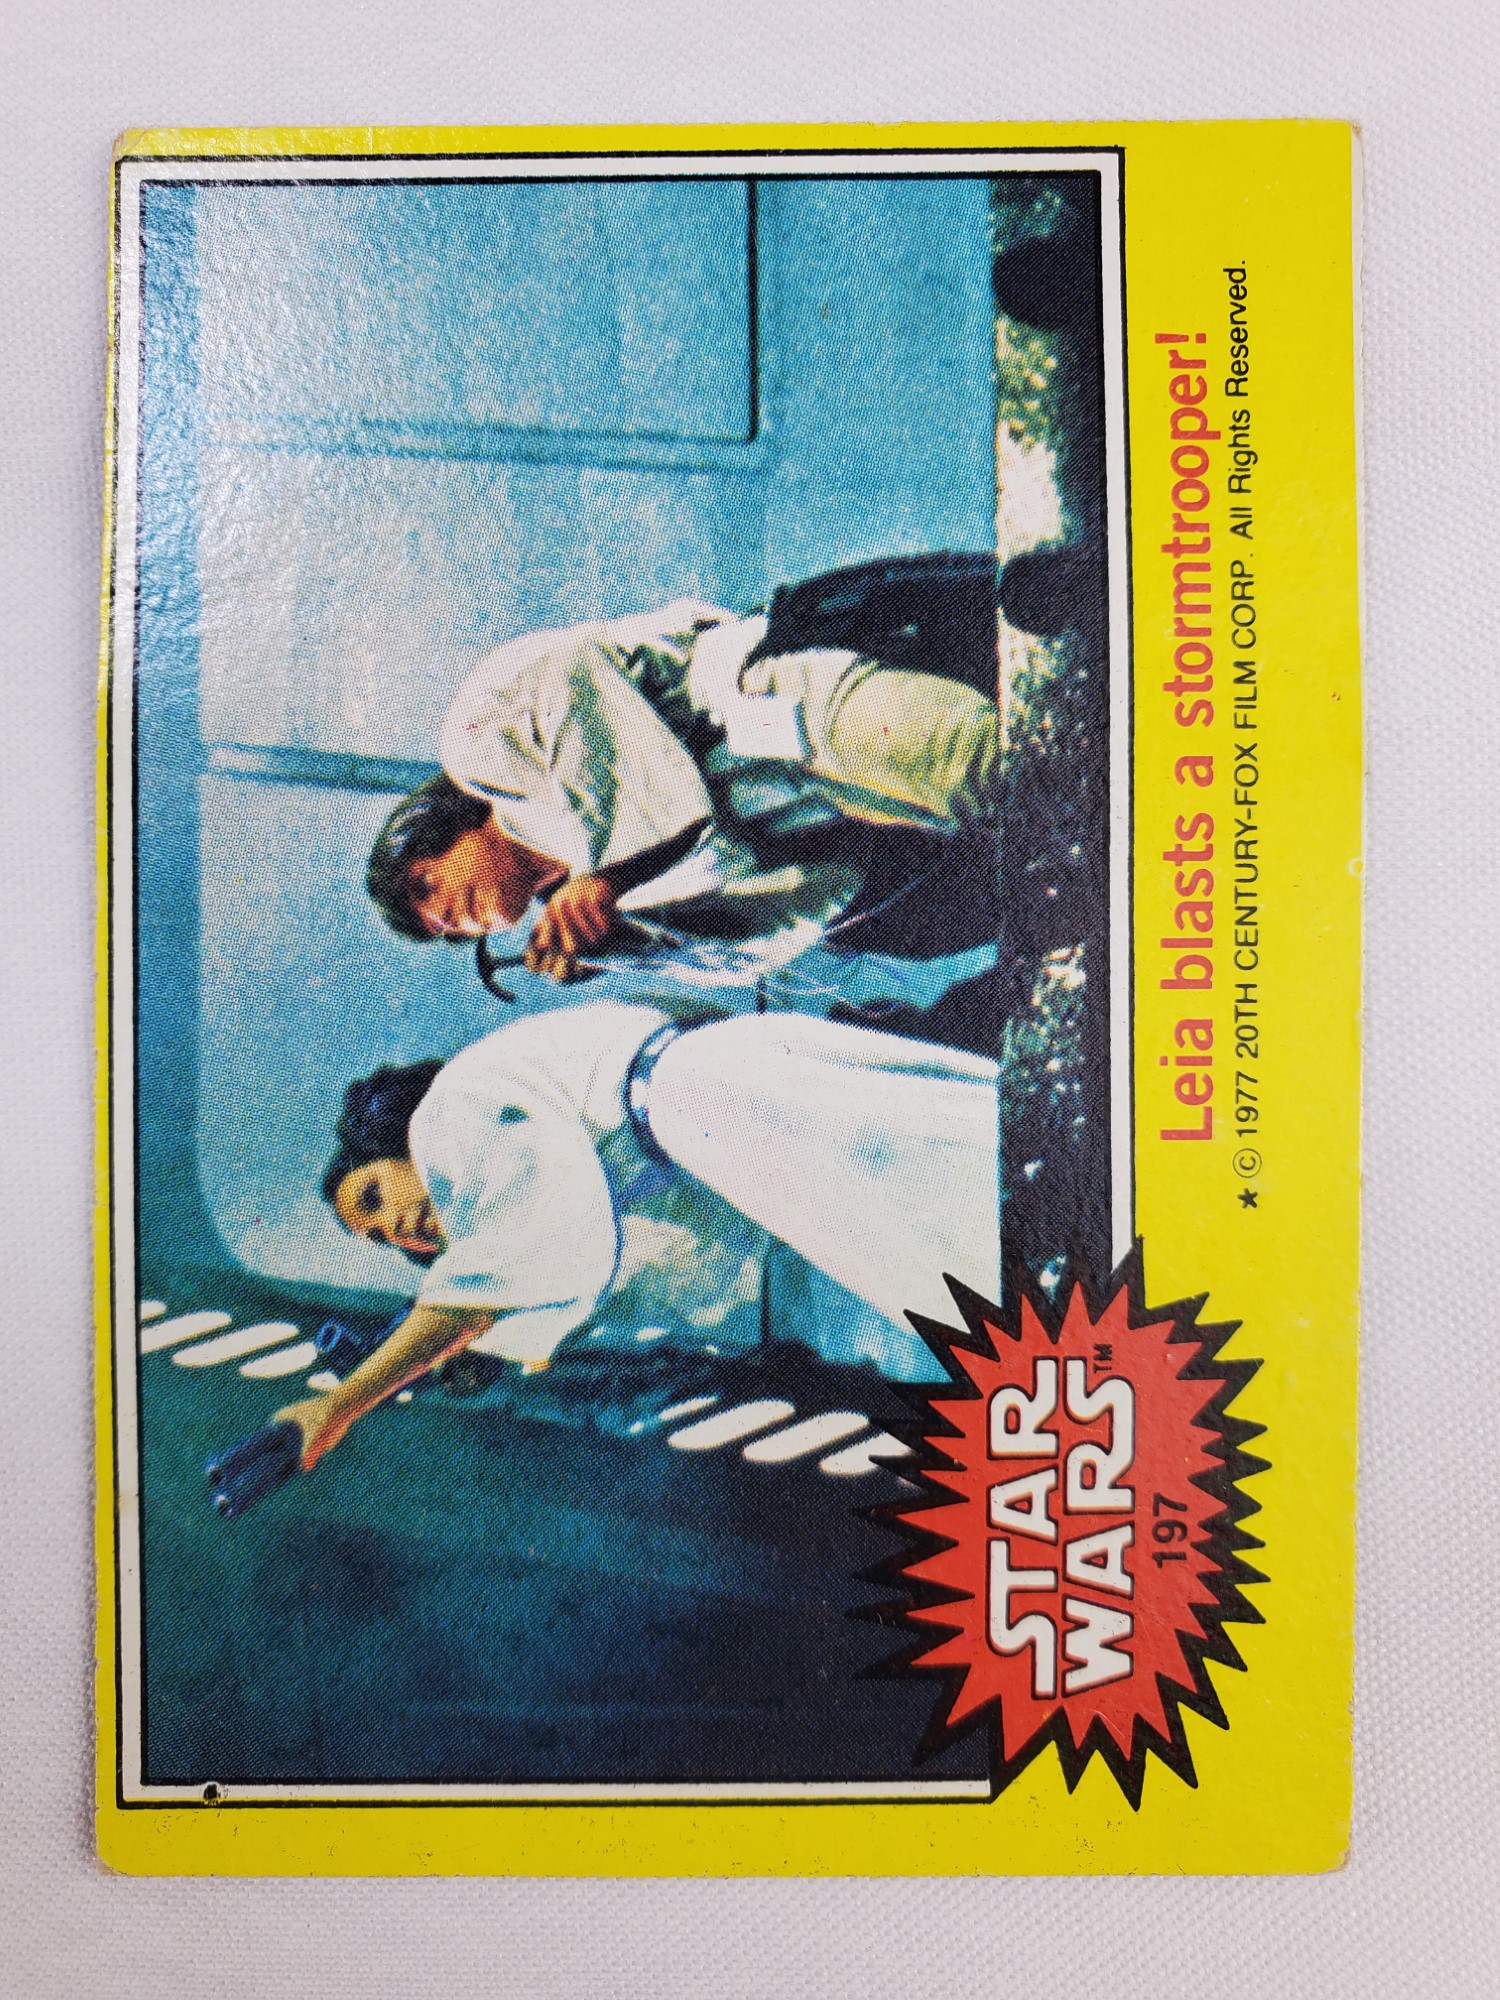 STAR
WARS™
197
Leia blasts a stormtrooper!
★ © 1977 20TH CENTURY-FOX FILM CORP. All Rights Reserved.